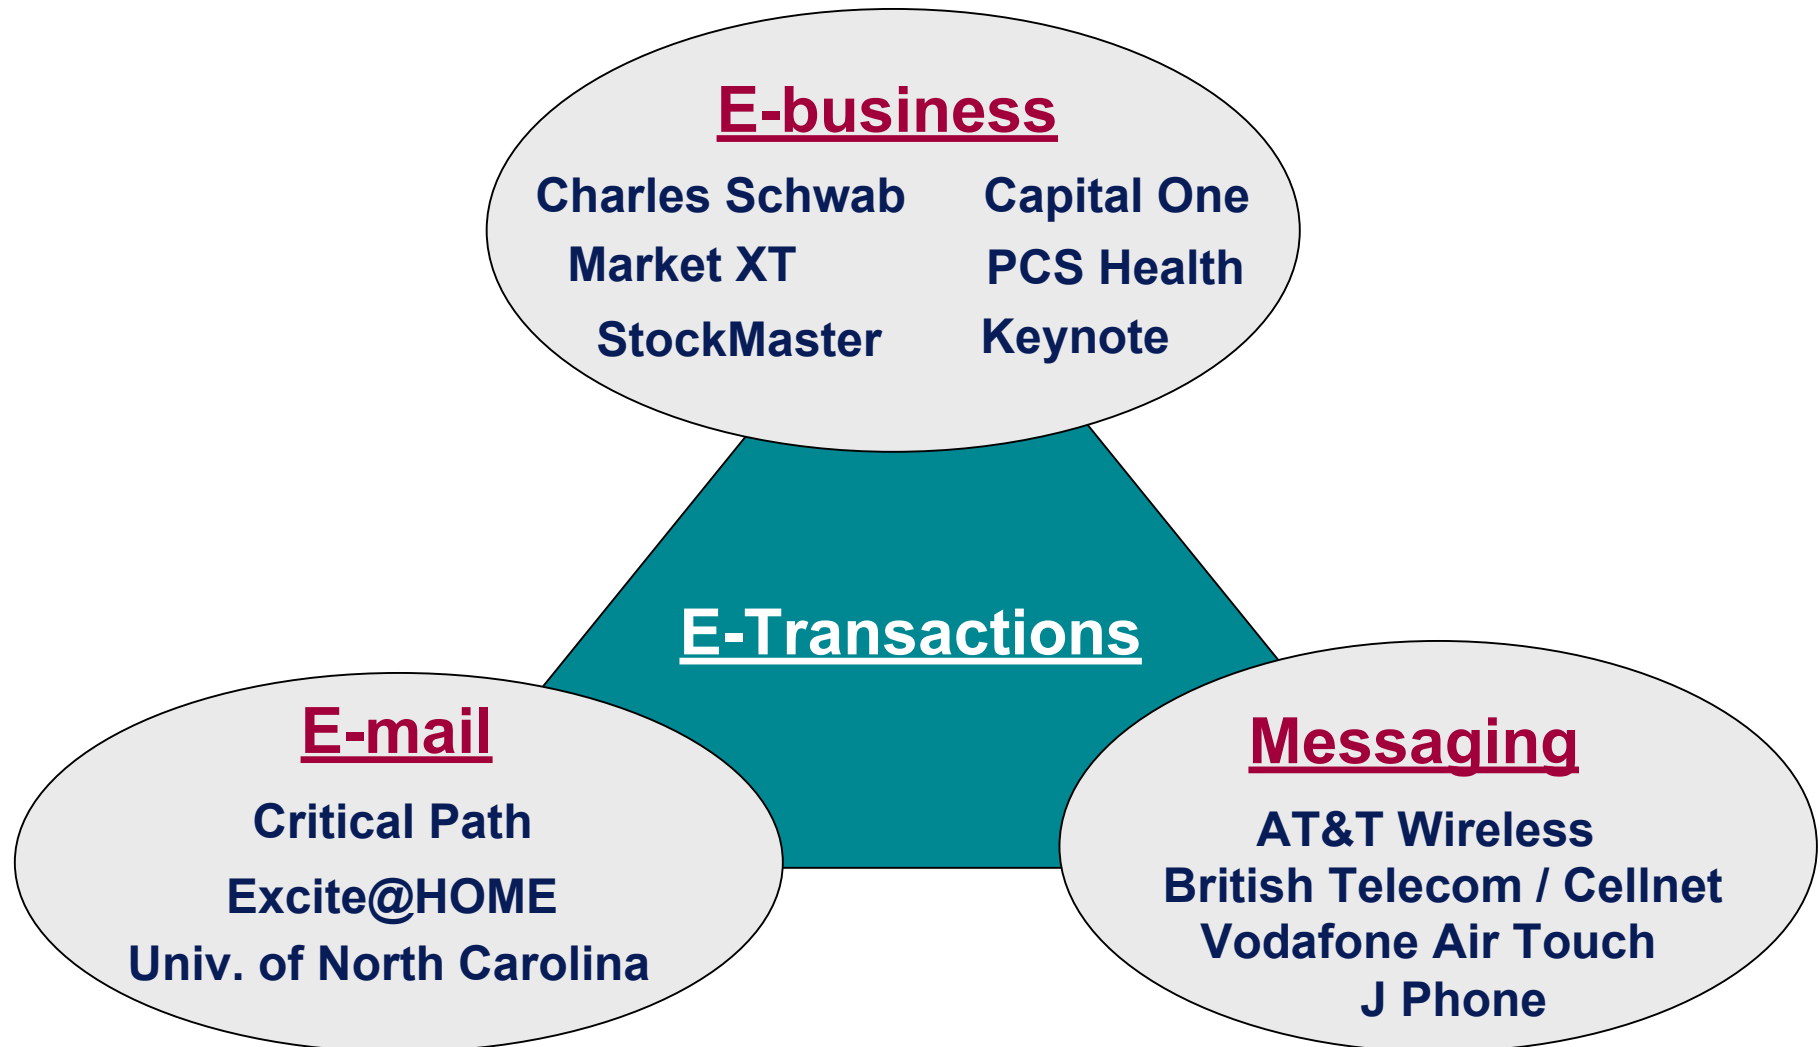 E-business
Charles Schwab Capital One
Market XT PCS Health
StockMaster Keynote
E-Transactions
E-mail
Critical Path
Excite@HOME
Univ. of North Carolina
Messaging
AT&T Wireless
British Telecom / Cellnet
Vodafone Air Touch
J Phone